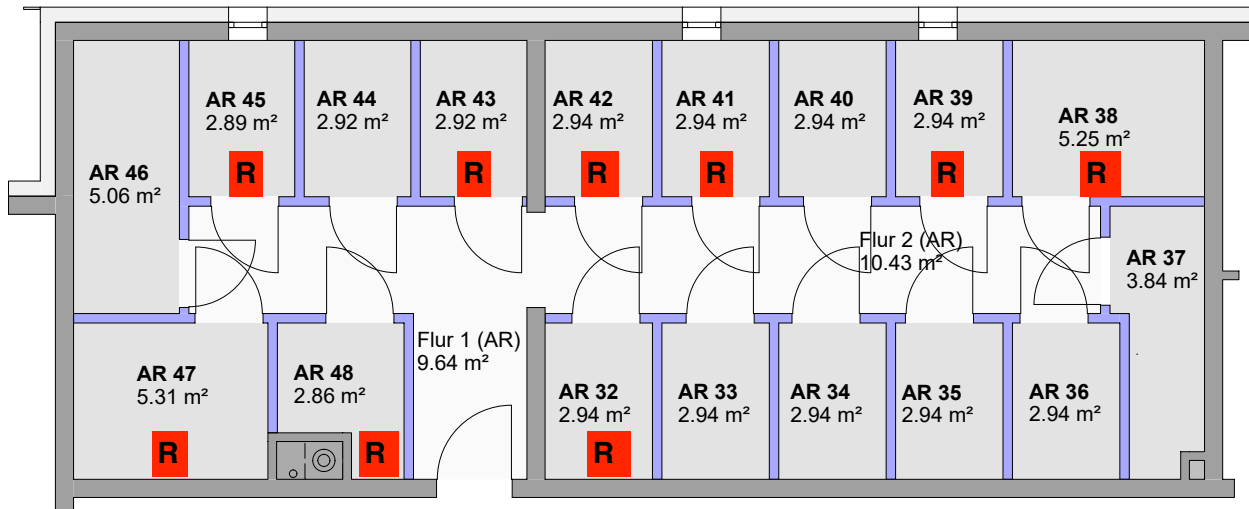 AR 45
2.89 m²
R
AR 44
2.92 m²
AR 43
2.92 m²
R
AR 42
2.94 m²
R
AR 41
2.94 m²
R
AR 40
2.94 m²
AR 39
2.94 m²
R
AR 38
5.25 m²
R
AR 46
5.06 m²
Flur 2 (AR)
10.43 m²
AR 37
3.84 m²
Flur 1 (AR)
9.64 m²
AR 47
5.31 m²
R
AR 48
2.86 m²
R
AR 32
2.94 m²
R
AR 33
2.94 m²
AR 34
2.94 m²
AR 35
2.94 m²
AR 36
2.94 m²